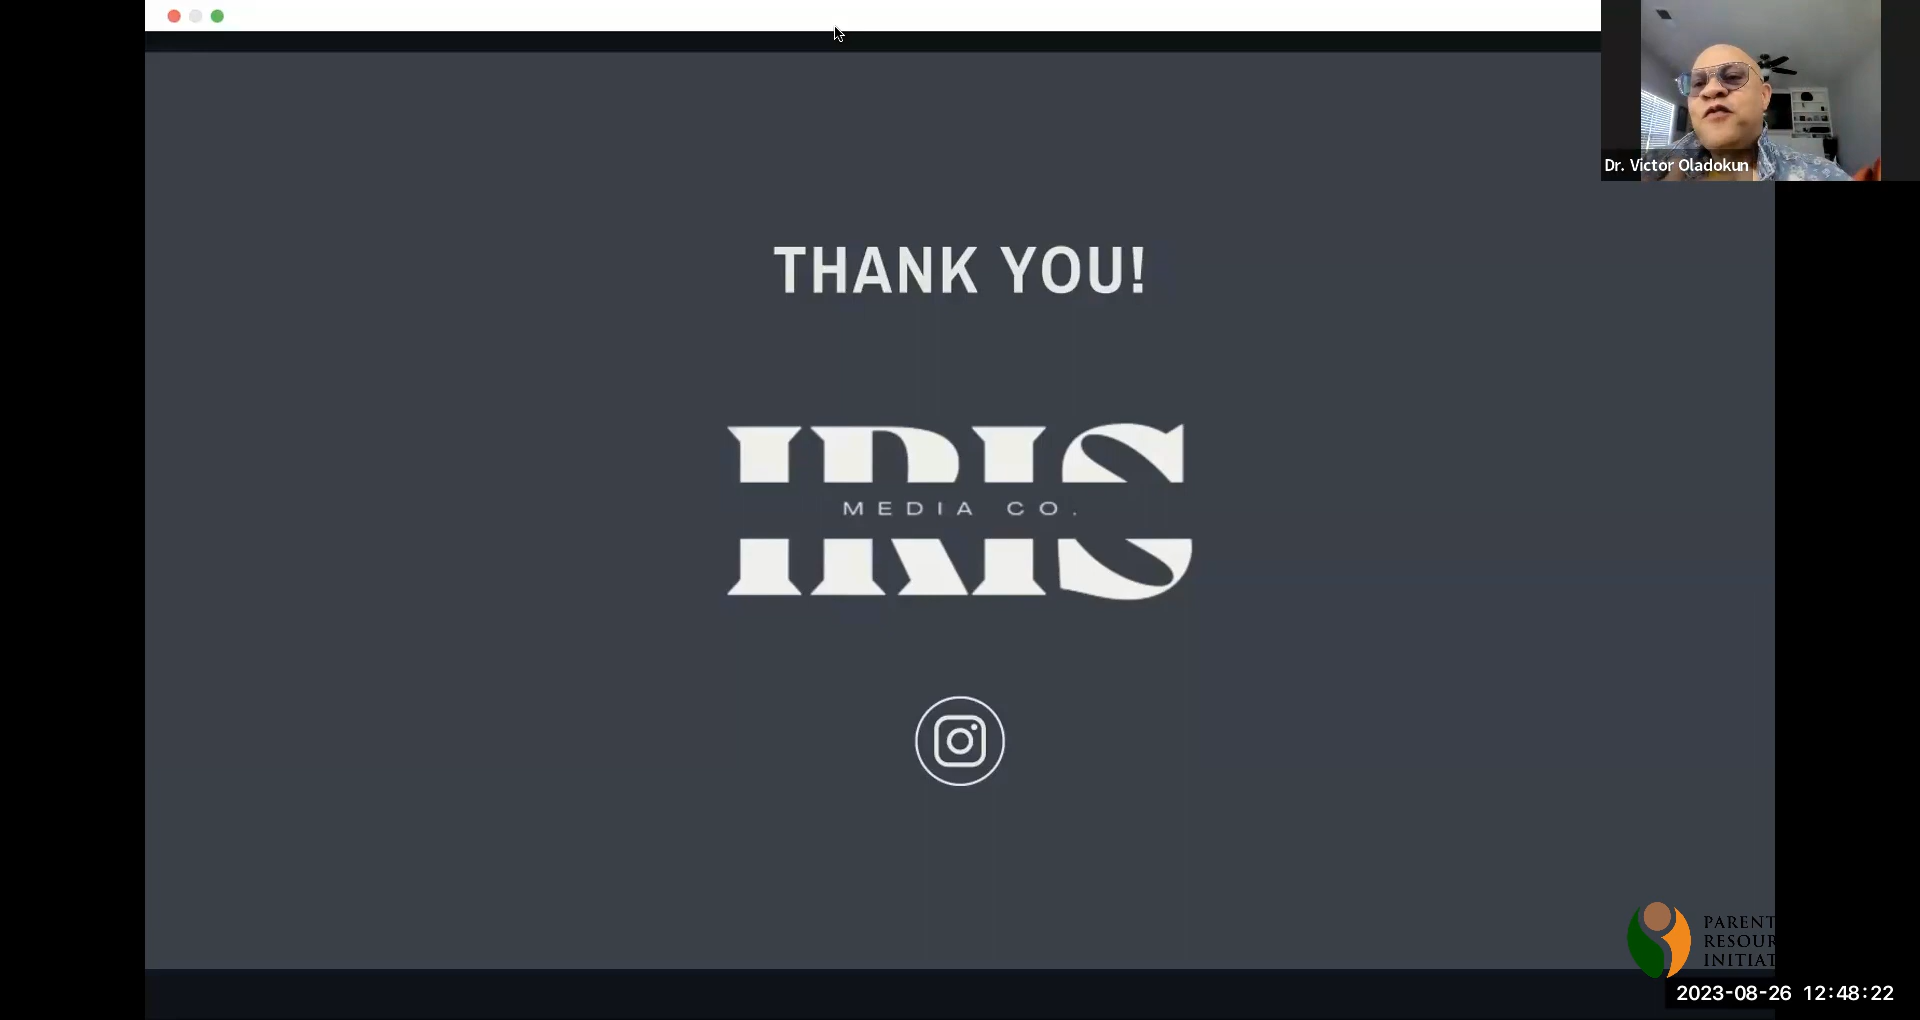 Dr. Victor Oladokun
THANK YOU!
IRIS
MEDIA CO.
PARENT
RESOUR
INITIAT
2023-08-26 12:48:22